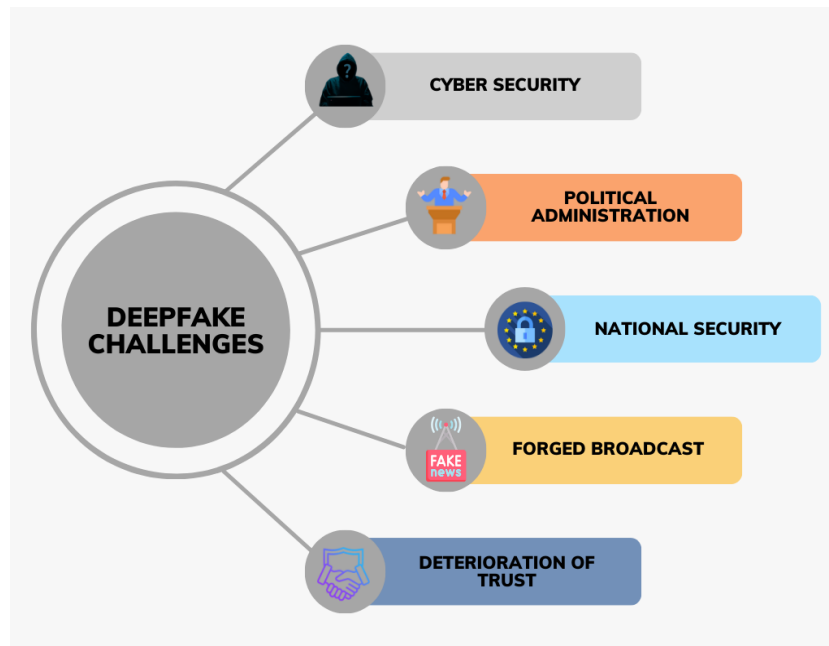 ?
CYBER SECURITY
POLITICAL
ADMINISTRATION
DEEPFAKE
CHALLENGES
NATIONAL SECURITY
FORGED BROADCAST
FAKE
news
DETERIORATION OF
TRUST